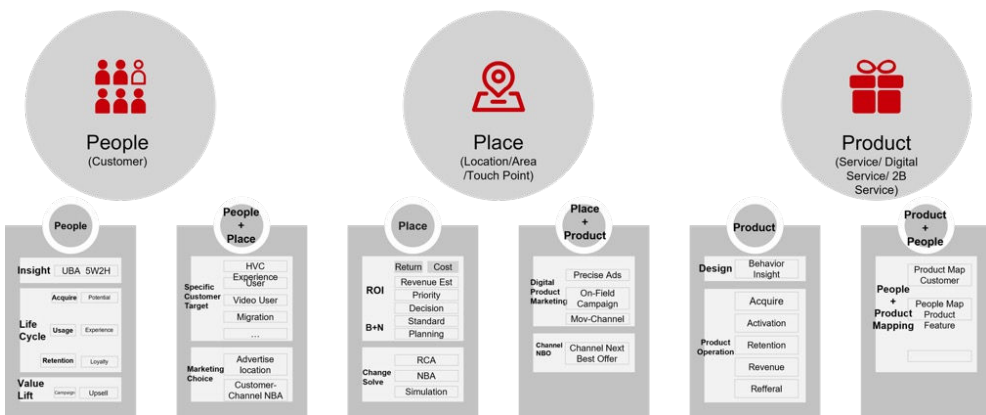 People
(Customer)
Place
(Location/Area
/Touch Point)
Product
(Service/ Digital
Service/ 2B
Service)
People
Insight
UBA 5W2H
Life
Cycle
Acquire
Potential
Usage
Experience
Retention
Loyalty
Value
Lift
Campaign
Upsell
People
+
Place
Specific
Customer
Target
HVC
Experience
User
Video User
Migration
...
Marketing
Choice
Advertise
location
Customer-
Channel NBA
Place
Return
Cost
ROI
B+N
Revenue Est
Priority
Decision
Standard
Planning
Change
Solve
RCA
NBA
Simulation
Place
+
Product
Digital
Product
Marketing
Precise Ads
On-Field
Campaign
Mov-Channel
Channel
NBO
Channel Next
Best Offer
Product
Design
Behavior
Insight
Product
Operation
Acquire
Activation
Retention
Revenue
Refferal
Product
+
People
People
+
Product
Mapping
Product Map
Customer
People Map
Product
Feature